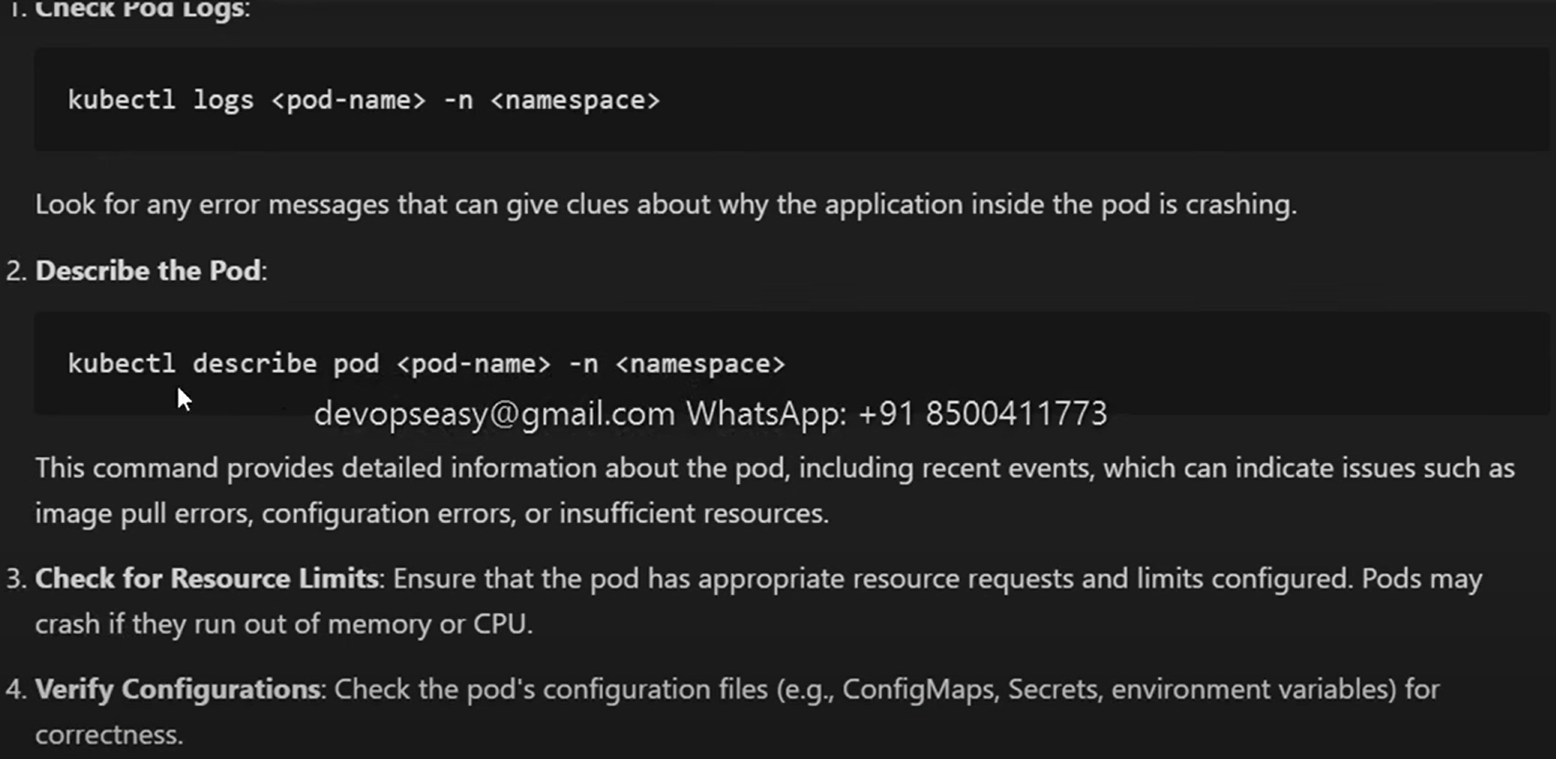 1. Check Pod Logs:
kubectl logs <pod-name> -n <namespace>
Look for any error messages that can give clues about why the application inside the pod is crashing.
2. Describe the Pod:
kubectl describe pod <pod-name> -n <namespace>
devopseasy@gmail.com WhatsApp: +91 8500411773
This command provides detailed information about the pod, including recent events, which can indicate issues such as
image pull errors, configuration errors, or insufficient resources.
3. Check for Resource Limits: Ensure that the pod has appropriate resource requests and limits configured. Pods may
crash if they run out of memory or CPU.
4. Verify Configurations: Check the pod's configuration files (e.g., ConfigMaps, Secrets, environment variables) for
correctness.